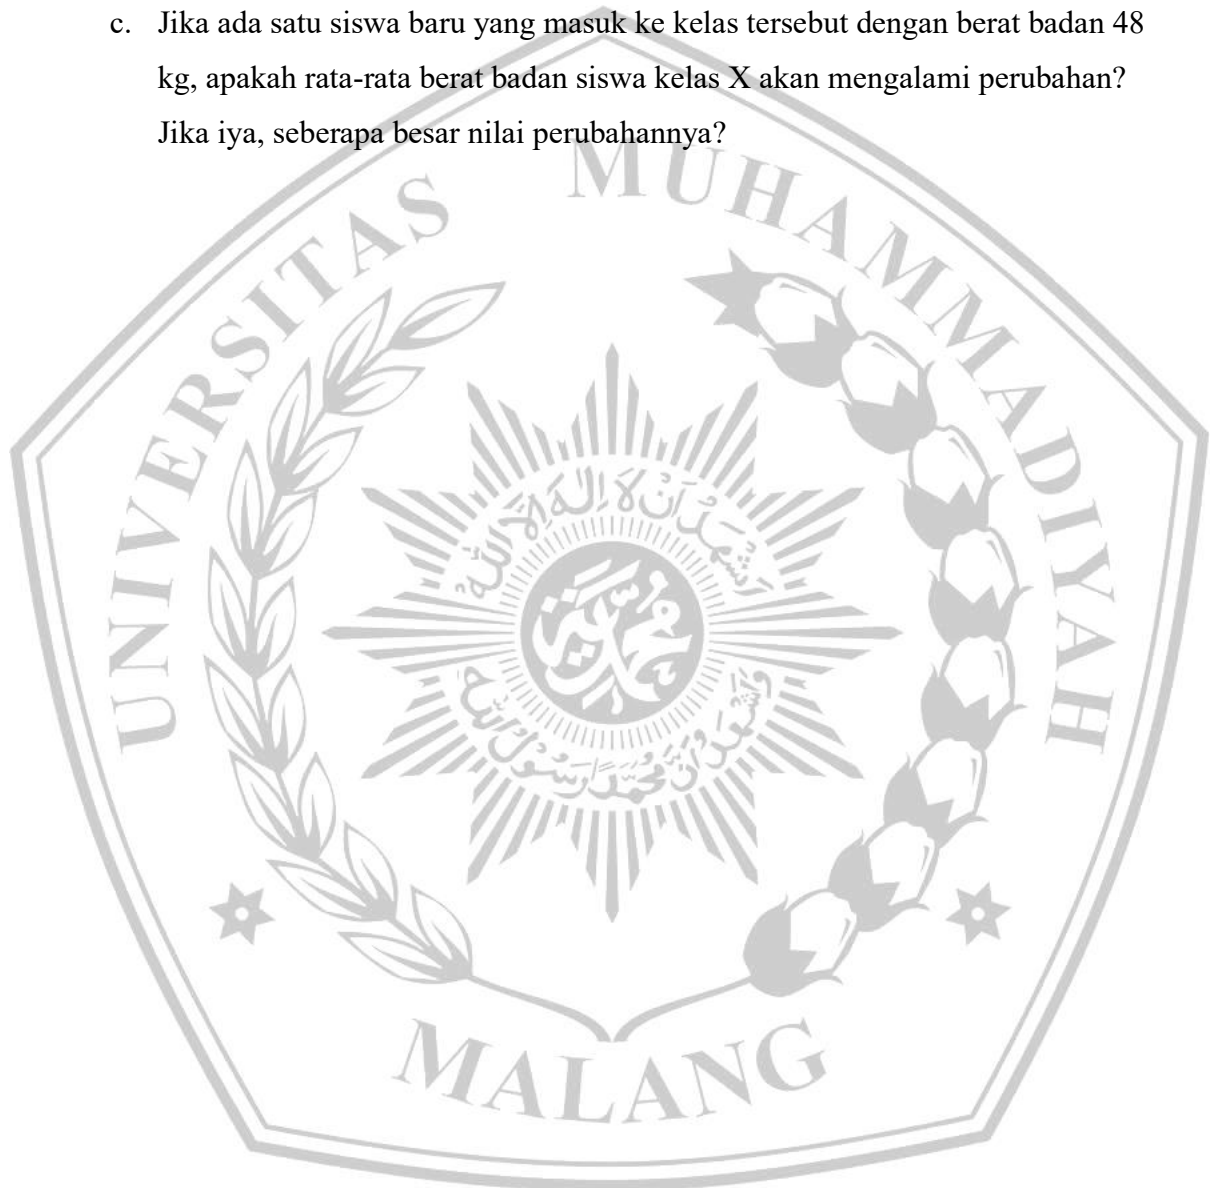 c. Jika ada satu siswa baru yang masuk ke kelas tersebut dengan berat badan 48
kg, apakah rata-rata berat badan siswa kelas X akan mengalami perubahan?
Jika iya, seberapa besar nilai perubahannya?
UNIVERSITAS MUHAMMADIYAH
MALANG